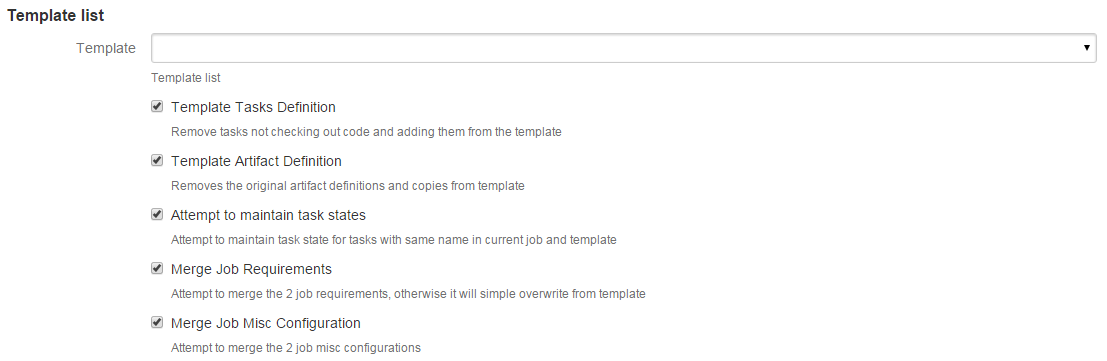 Template list
Template
Template list
Template Tasks Definition
Remove tasks not checking out code and adding them from the template
Template Artifact Definition
Removes the original artifact definitions and copies from template
Attempt to maintain task states
Attempt to maintain task state for tasks with same name in current job and template
Merge Job Requirements
Attempt to merge the 2 job requirements, otherwise it will simple overwrite from template
Merge Job Misc Configuration
Attempt to merge the 2 job misc configurations